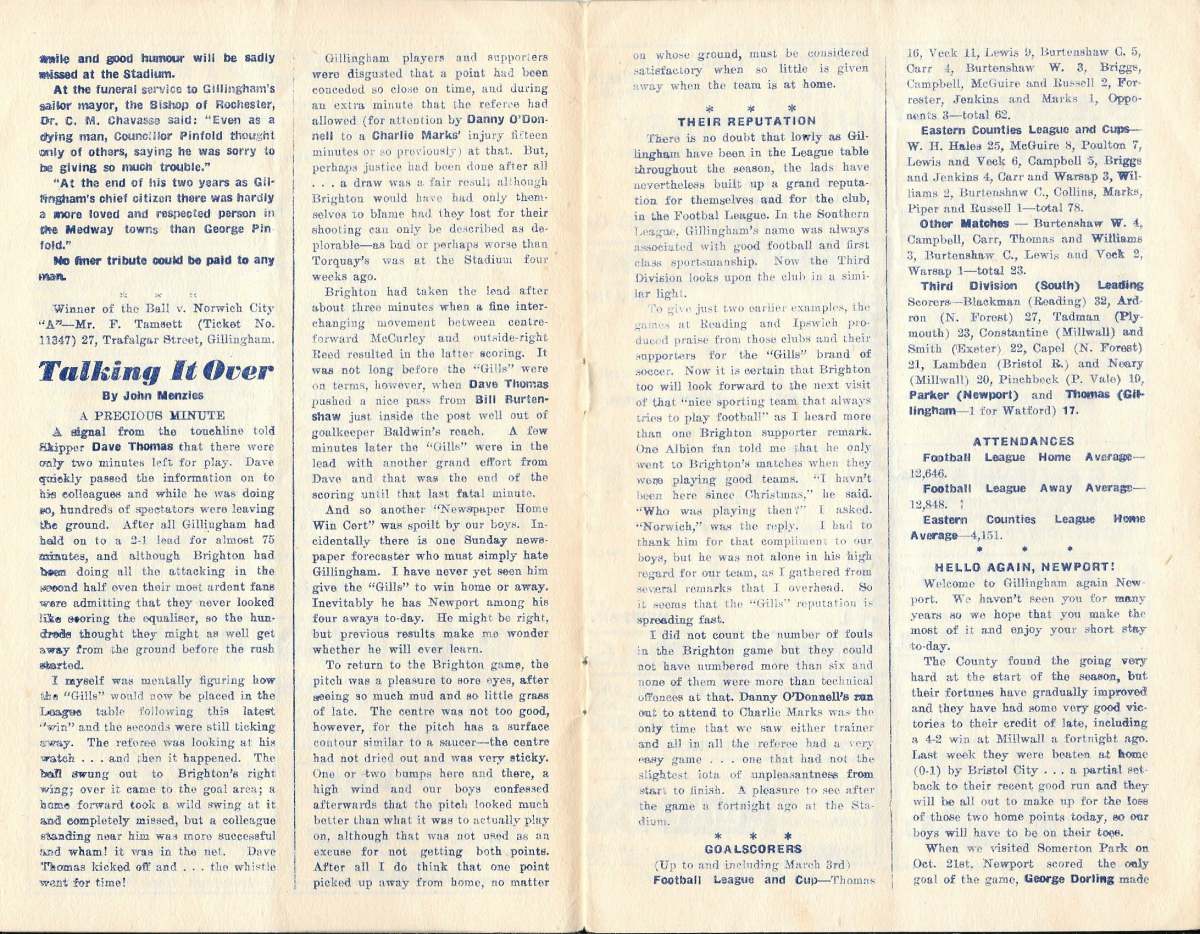 smile and good humour will be sadly
missed at the Stadium.
At the funeral service to Gillingham's
sailor mayor, the Bishop of Rochester,
Dr. C. M. Chavasse said: "Even as a
dying man, Councillor Pinfold thought
only of others, saying he was sorry to
be giving so much trouble."
"At the end of his two years as Gil-
lingham's chief citizen there was hardly
a more loved and respected person in
the Medway towns than George Pin-
fold."
No finer tribute could be paid to any
man.
* * *
Winner of the Ball v. Norwich City
"A"—Mr. F. Tamsett (Ticket No.
11347) 27, Trafalgar Street, Gillingham.
Talking It Over
By John Menzies
A PRECIOUS MINUTE
A signal from the touchline told
Skipper Dave Thomas that there were
only two minutes left for play. Dave
quickly passed the information on to
his colleagues and while he was doing
so, hundreds of spectators were leaving
the ground. After all Gillingham had
held on to a 2-1 lead for almost 75
minutes, and although Brighton had
been doing all the attacking in the
second half even their most ardent fans
were admitting that they never looked
like scoring the equaliser, so the hun-
dreds thought they might as well get
away from the ground before the rush
started.
I myself was mentally figuring how
the "Gills" would now be placed in the
League table following this latest
"win" and the seconds were still ticking
away. The referee was looking at his
watch . . . and then it happened. The
ball swung out to Brighton's right
wing; over it came to the goal area; a
home forward took a wild swing at it
and completely missed, but a colleague
standing near him was more successful
and wham! it was in the net. Dave
Thomas kicked off and . . . the whistle
went for time!
Gillingham players and supporters
were disgusted that a point had been
conceded so close on time, and during
an extra minute that the referee had
allowed (for attention by Danny O'Don-
nell to a Charlie Marks' injury fifteen
minutes or so previously) at that. But,
perhaps justice had been done after all
. . . a draw was a fair result although
Brighton would have had only them-
selves to blame had they lost for their
shooting can only be described as de-
plorable—as bad or perhaps worse than
Torquay's was at the Stadium four
weeks ago.
Brighton had taken the lead after
about three minutes when a fine inter-
changing movement between centre-
forward McCurley and outside-right
Reed resulted in the latter scoring. It
was not long before the "Gills" were
on terms, however, when Dave Thomas
pushed a nice pass from Bill Burten-
shaw just inside the post well out of
goalkeeper Baldwin's reach. A few
minutes later the "Gills" were in the
lead with another grand effort from
Dave and that was the end of the
scoring until that last fatal minute.
And so another "Newspaper Home
Win Cert" was spoilt by our boys. In-
cidentally there is one Sunday news-
paper forecaster who must simply hate
Gillingham. I have never yet seen him
give the "Gills" to win home or away.
Inevitably he has Newport among his
four aways to-day. He might be right,
but previous results make me wonder
whether he will ever learn.
To return to the Brighton game, the
pitch was a pleasure to sore eyes, after
seeing so much mud and so little grass
of late. The centre was not too good,
however, for the pitch has a surface
contour similar to a saucer—the centre
had not dried out and was very sticky.
One or two bumps here and there, a
high wind and our boys confessed
afterwards that the pitch looked much
better than what it was to actually play
on, although that was not used as an
excuse for not getting both points.
After all I do think that one point
picked up away from home, no matter
on whose ground, must be considered
satisfactory when so little is given
away when the team is at home.
* * *
THEIR REPUTATION
There is no doubt that lowly as Gil-
lingham have been in the League table
throughout the season, the lads have
nevertheless built up a grand reputa-
tion for themselves and for the club,
in the Footbal League. In the Southern
League, Gillingham's name was always
associated with good football and first
class sportsmanship. Now the Third
Division looks upon the club in a simi-
lar light.
To give just two earlier examples, the
games at Reading and Ipswich pro-
duced praise from those clubs and their
supporters for the "Gills" brand of
soccer. Now it is certain that Brighton
too will look forward to the next visit
of that "nice sporting team that always
tries to play football" as I heard more
than one Brighton supporter remark.
One Albion fan told me that he only
went to Brighton's matches when they
were playing good teams. "I havn't
been here since Christmas," he said.
"Who was playing then?" I asked.
"Norwich," was the reply. I had to
thank him for that compliment to our
boys, but he was not alone in his high
regard for our team, as I gathered from
several remarks that I overhead. So
it seems that the "Gills" reputation is
spreading fast.
I did not count the number of fouls
in the Brighton game but they could
not have numbered more than six and
none of them were more than technical
offences at that. Danny O'Donnell's run
out to attend to Charlie Marks was the
only time that we saw either trainer
and all in all the referee had a very
easy game . . . one that had not the
slightest iota of unpleasantness from
start to finish. A pleasure to see after
the game a fortnight ago at the Sta-
dium.
* * *
GOALSCORERS
(Up to and including March 3rd)
Football League and Cup—Thomas
16, Veck 11, Lewis 9, Burtenshaw C. 5,
Carr 4, Burtenshaw W. 3, Briggs,
Campbell, McGuire and Russell 2, For-
rester, Jenkins and Marks 1, Oppo-
nents 3—total 62.
Eastern Counties League and Cups—
W. H. Hales 25, McGuire 8, Poulton 7,
Lewis and Veck 6, Campbell 5, Briggs
and Jenkins 4, Carr and Warsap 3, Wil-
liams 2, Burtenshaw C., Collins, Marks,
Piper and Russell 1—total 78.
Other Matches — Burtenshaw W. 4,
Campbell, Carr, Thomas and Williams
3, Burtenshaw C., Lewis and Veck 2,
Warsap 1—total 23.
Third Division (South) Leading
Scorers—Blackman (Reading) 32, Ard-
ron (N. Forest) 27, Tadman (Ply-
mouth) 23, Constantine (Millwall) and
Smith (Exeter) 22, Capel (N. Forest)
21, Lambden (Bristol R.) and Neary
(Millwall) 20, Pinchbeck (P. Vale) 19,
Parker (Newport) and Thomas (Gil-
lingham—1 for Watford) 17.
ATTENDANCES
Football League Home Average—
12,646.
Football League Away Average—
12,848.
Eastern Counties League Home
Average—4,151.
* * *
HELLO AGAIN, NEWPORT!
Welcome to Gillingham again New-
port. We haven't seen you for many
years so we hope that you make the
most of it and enjoy your short stay
to-day.
The County found the going very
hard at the start of the season, but
their fortunes have gradually improved
and they have had some very good vic-
tories to their credit of late, including
a 4-2 win at Millwall a fortnight ago.
Last week they were beaten at home
(0-1) by Bristol City . . . a partial set-
back to their recent good run and they
will be all out to make up for the loss
of those two home points today, so our
boys will have to be on their toes.
When we visited Somerton Park on
Oct. 21st. Newport scored the only
goal of the game, George Dorling made